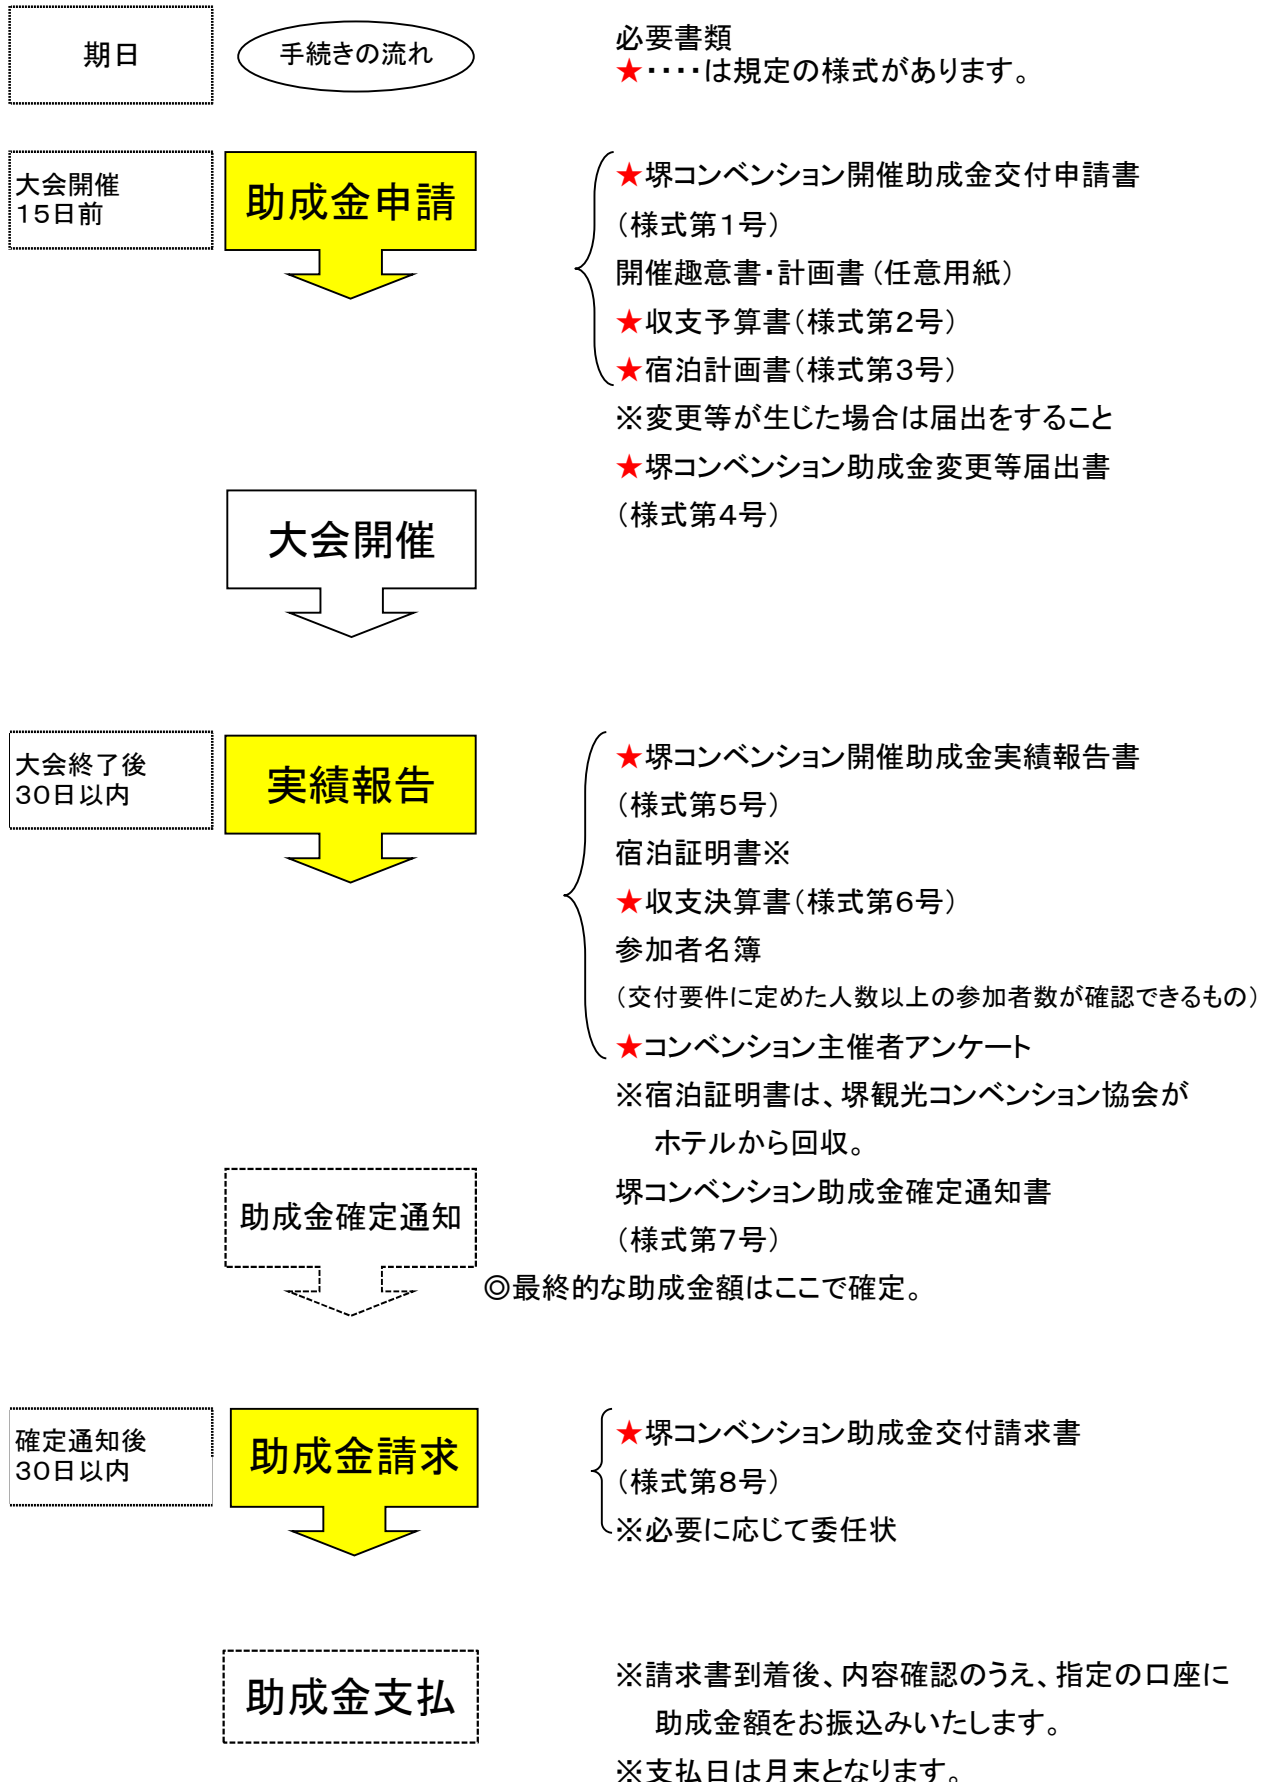 期日
手続きの流れ
必要書類
★・・・・は規定の様式があります。
大会開催
15日前
助成金申請
★堺コンベンション開催助成金交付申請書
（様式第1号）
開催趣意書・計画書（任意用紙）
★収支予算書（様式第2号）
★宿泊計画書（様式第3号）
※変更等が生じた場合は届出をすること
★堺コンベンション助成金変更等届出書
（様式第4号）
大会開催
大会終了後
30日以内
実績報告
★堺コンベンション開催助成金実績報告書
（様式第5号）
宿泊証明書※
★収支決算書（様式第6号）
参加者名簿
（交付要件に定めた人数以上の参加者数が確認できるもの）
★コンベンション主催者アンケート
※宿泊証明書は、堺観光コンベンション協会が
ホテルから回収。
助成金確定通知
堺コンベンション助成金確定通知書
（様式第7号）
◎最終的な助成金額はここで確定。
確定通知後
30日以内
助成金請求
★堺コンベンション助成金交付請求書
（様式第8号）
※必要に応じて委任状
助成金支払
※請求書到着後、内容確認のうえ、指定の口座に
助成金額をお振込みいたします。
※支払日は月末となります。